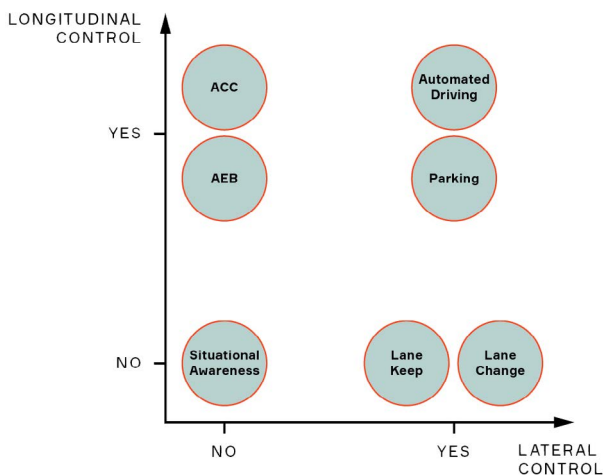 LONGITUDINAL
CONTROL
ACC
Automated
Driving
YES
AEB
Parking
NO
Situational
Awareness
Lane
Keep
Lane
Change
NO
YES
LATERAL
CONTROL